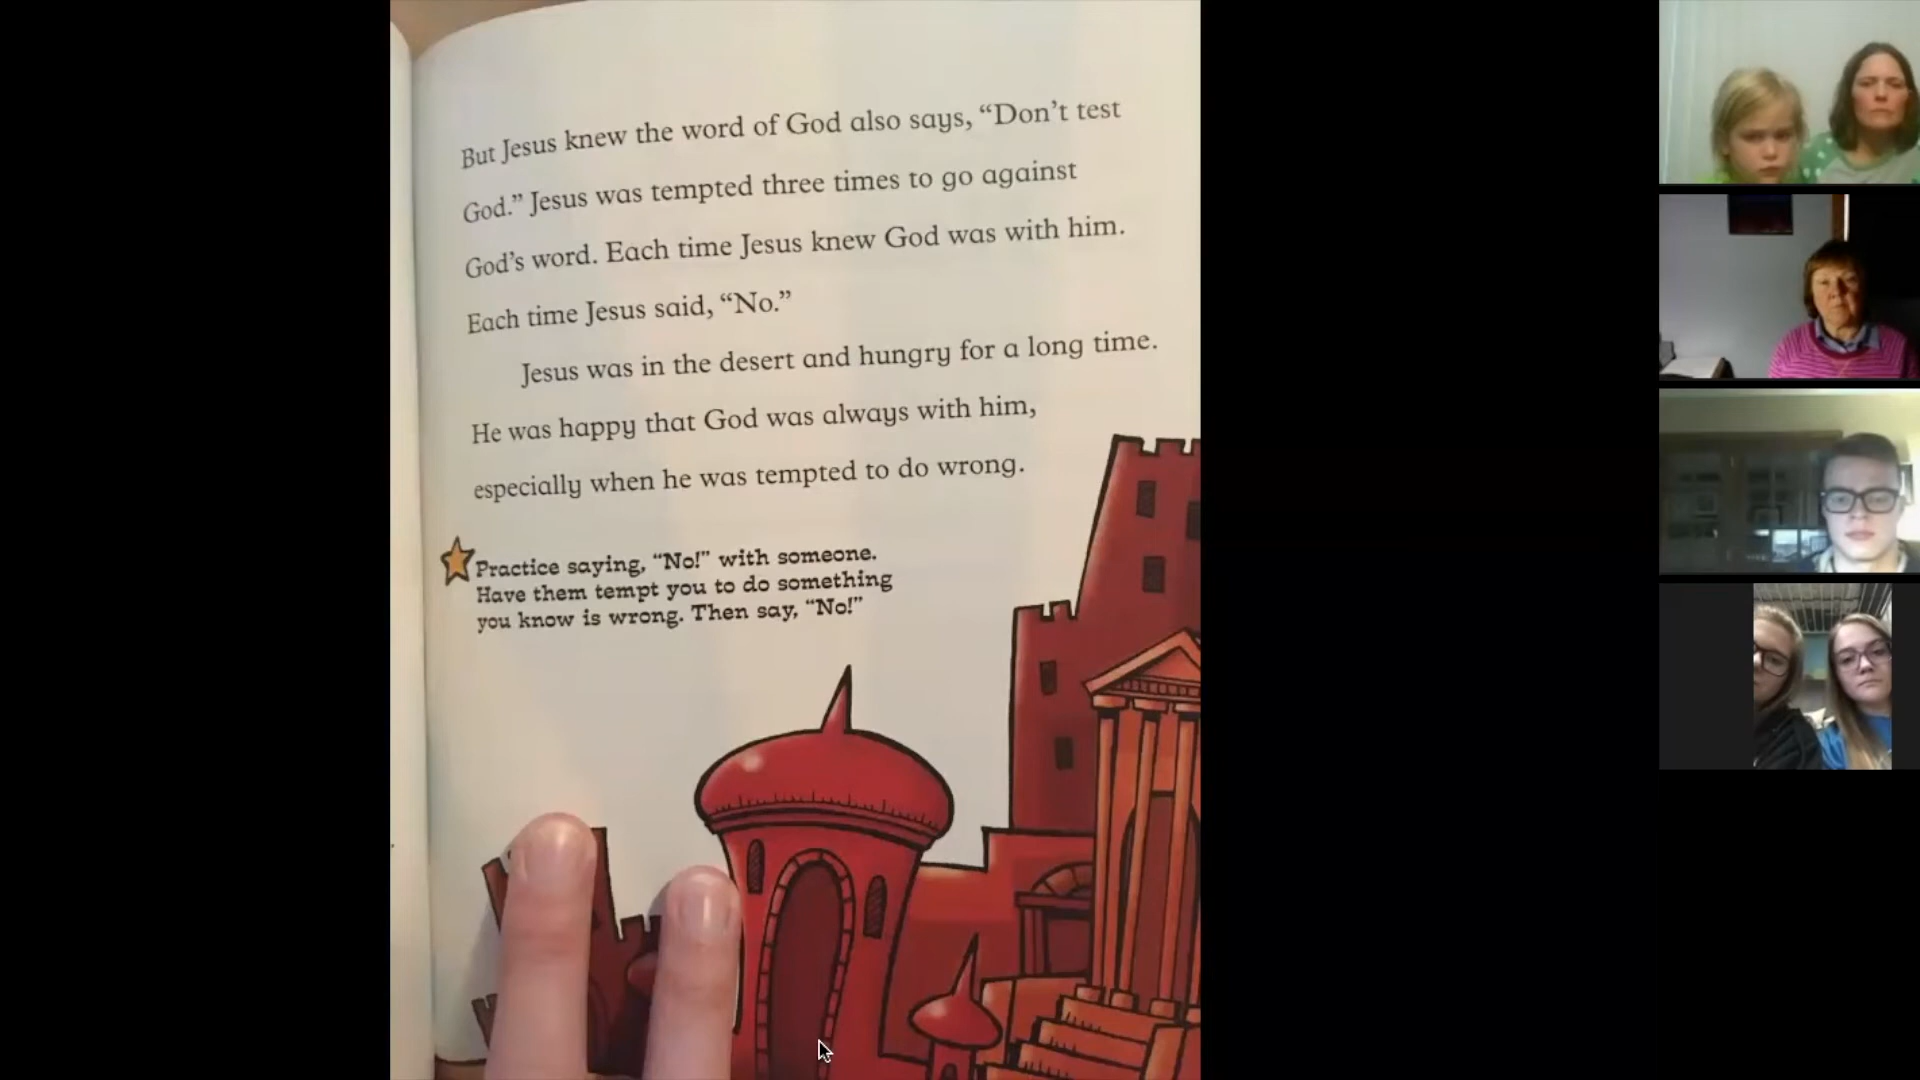 But Jesus knew the word of God also says, “Don’t test
God.” Jesus was tempted three times to go against
God’s word. Each time Jesus knew God was with him.
Each time Jesus said, “No.”
Jesus was in the desert and hungry for a long time.
He was happy that God was always with him,
especially when he was tempted to do wrong.
Practice saying, “No!” with someone.
Have them tempt you to do something
you know is wrong. Then say, “No!”